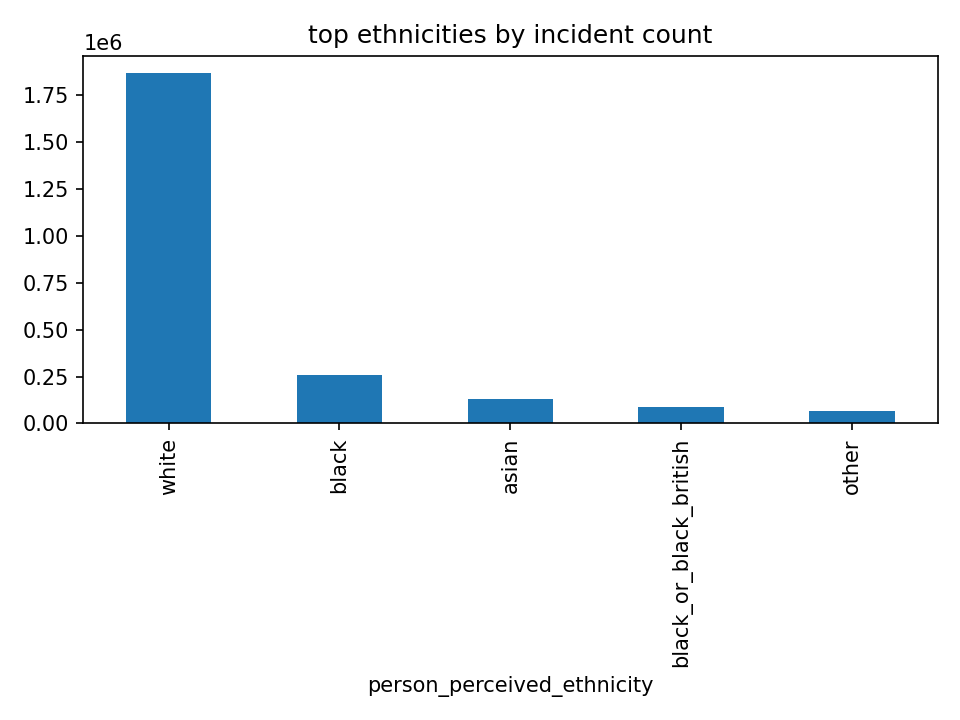 top ethnicities by incident count
1e6
1.75
1.50
1.25
1.00
0.75
0.50
0.25
0.00
white
black
asian
black_or_black_british
other
person_perceived_ethnicity